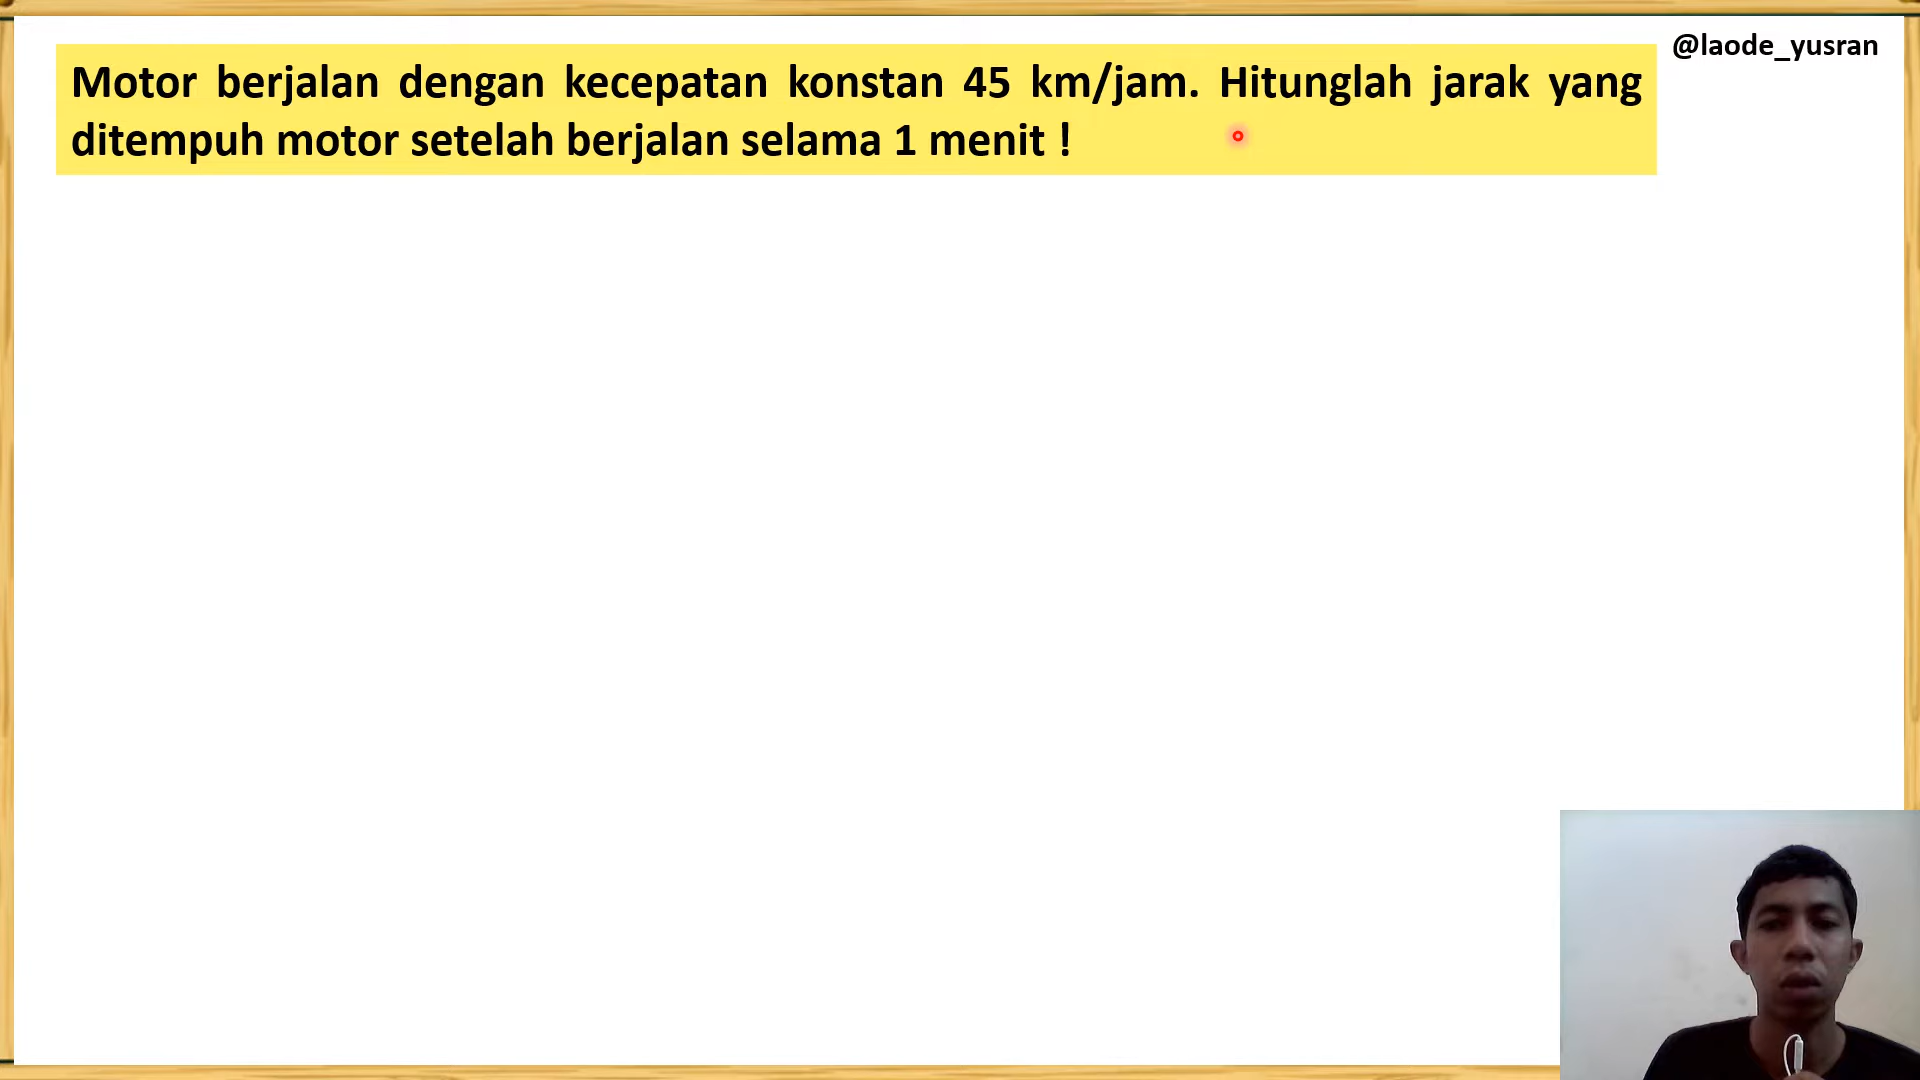 @laode_yusran
Motor berjalan dengan kecepatan konstan 45 km/jam. Hitunglah jarak yang
ditempuh motor setelah berjalan selama 1 menit !